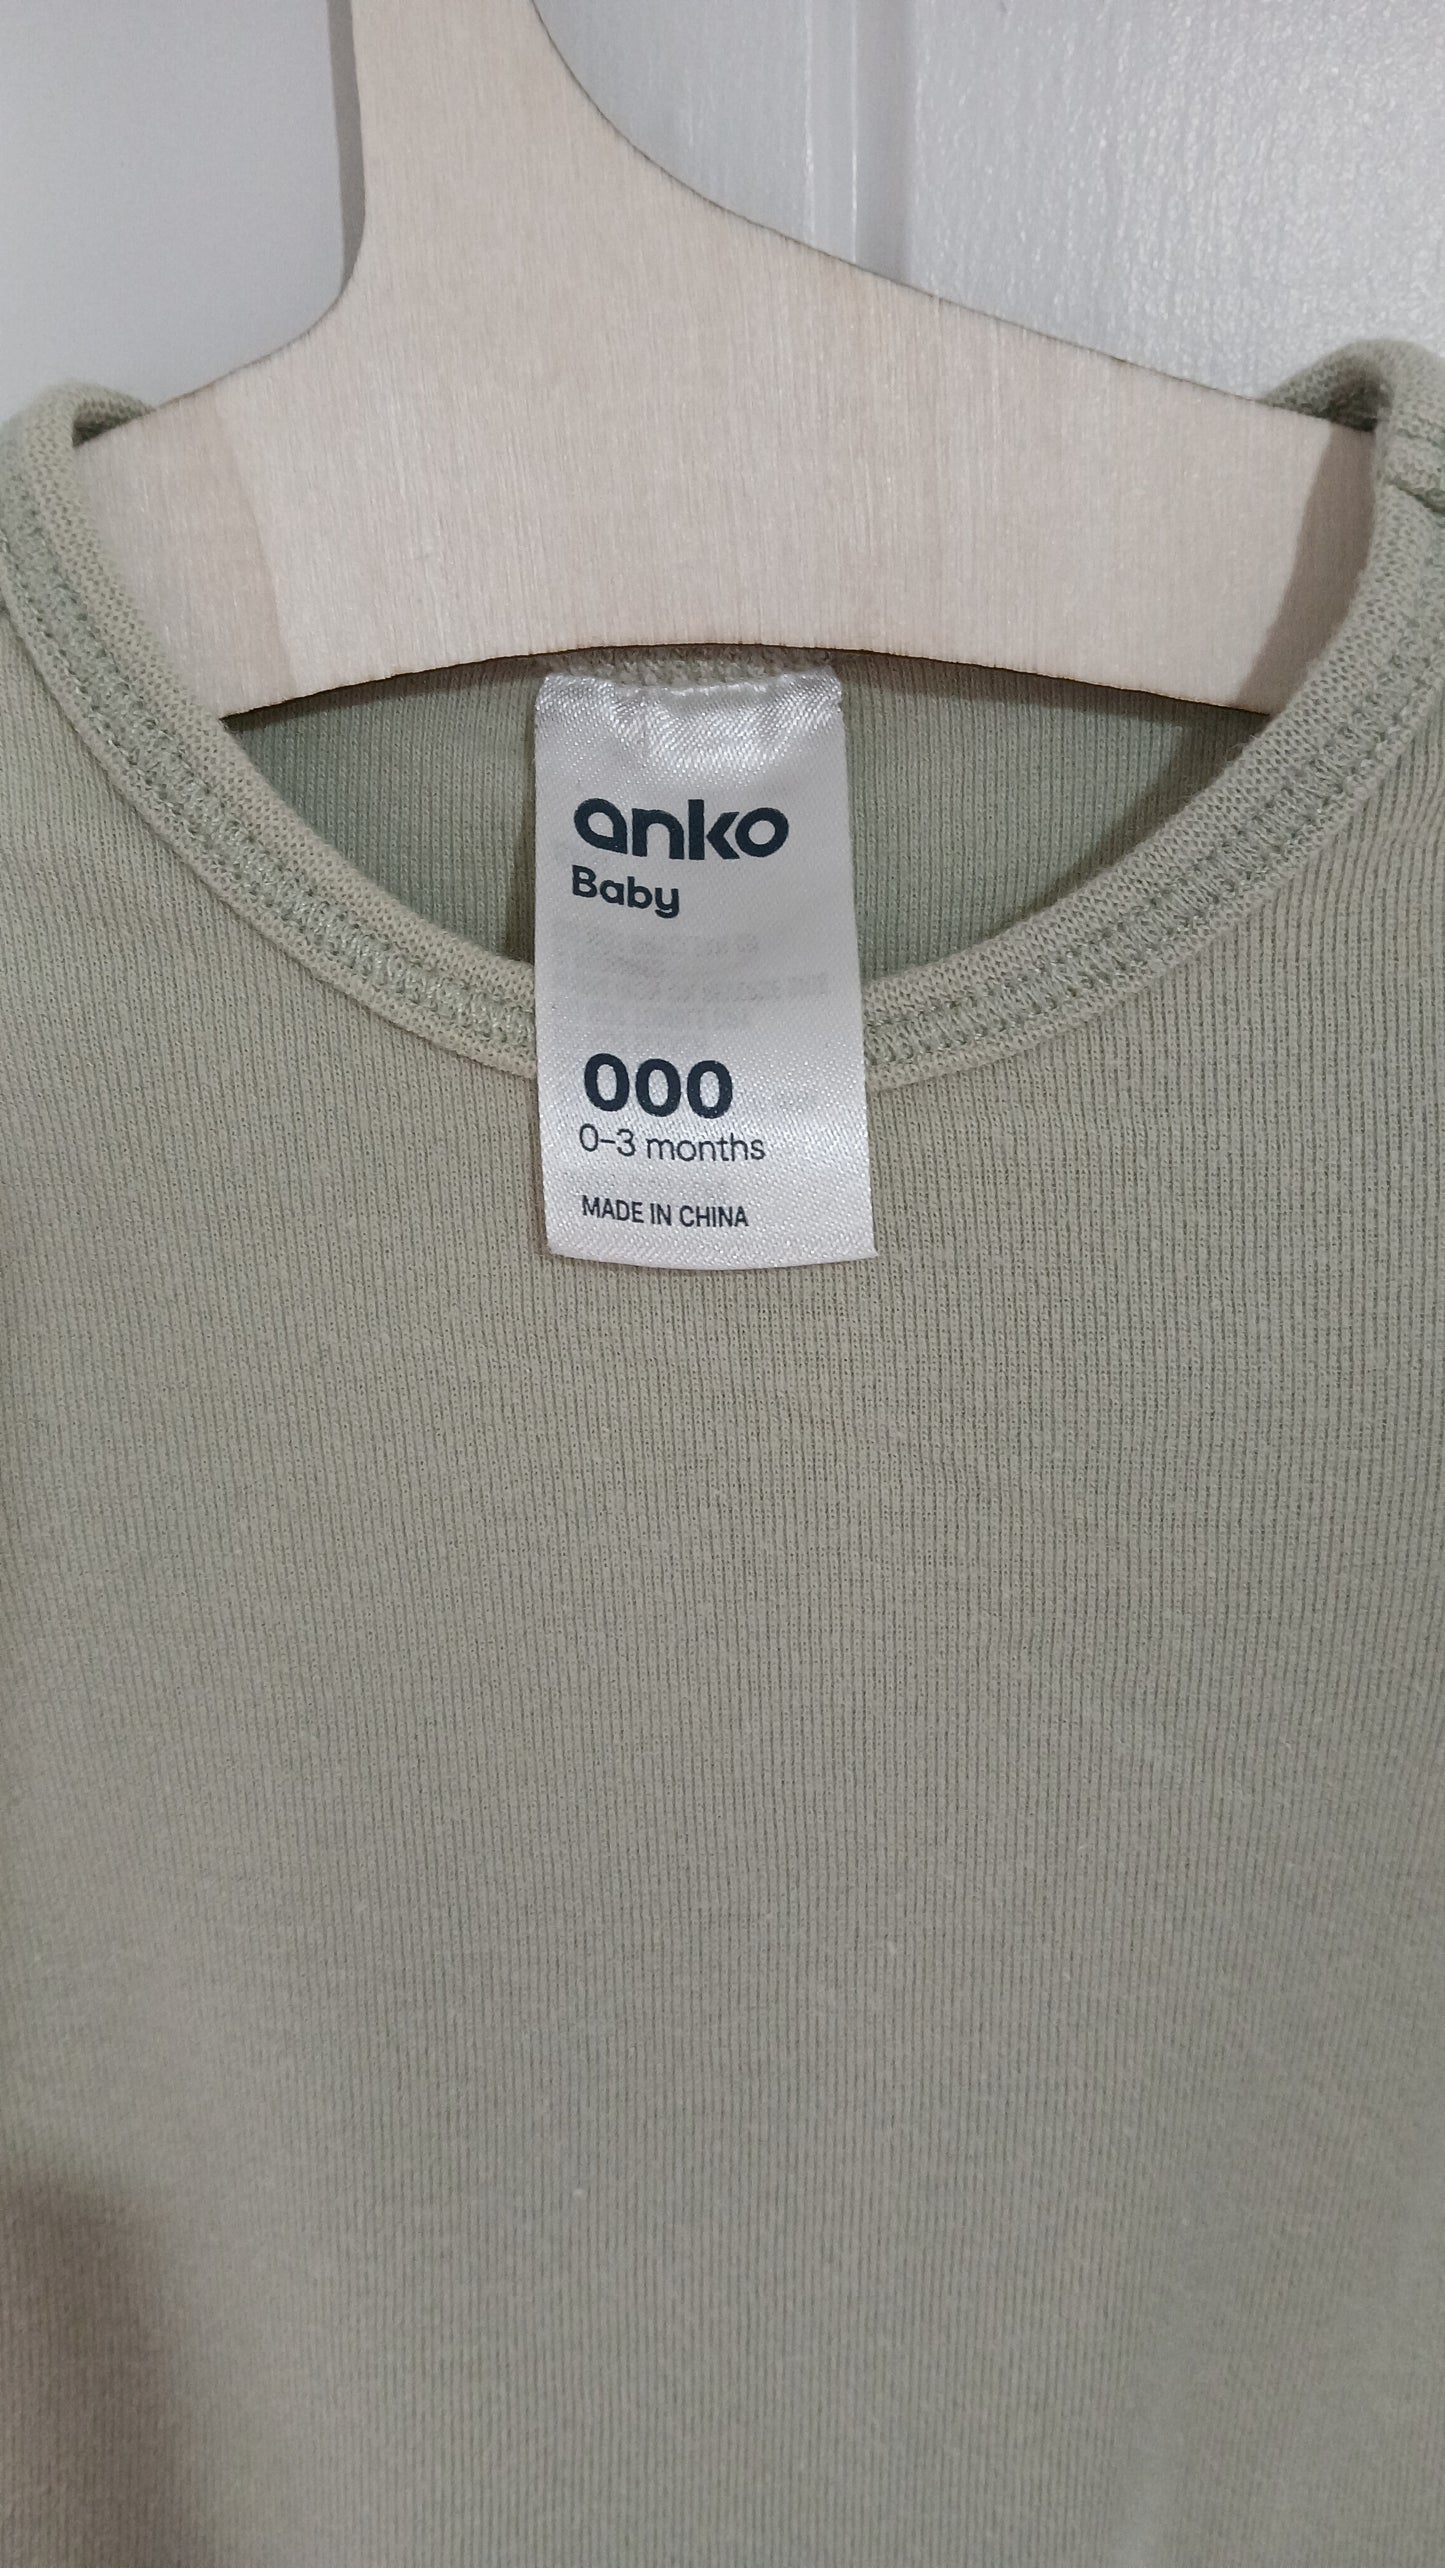 anko
Baby
000
0-3 months
MADE IN CHINA